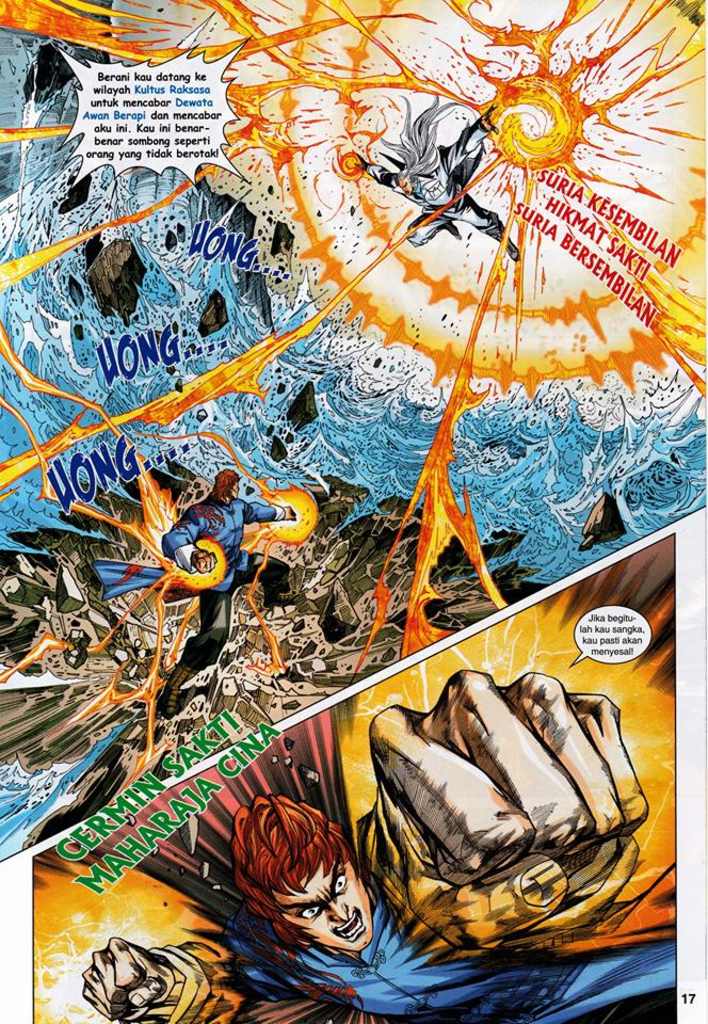 Berani kau datang ke
wilayah Kultus Raksasa
untuk mencabar Dewata
Awan Berapi dan mencabar
aku ini. Kau ini benar-
benar sombong seperti
orang yang tidak berotak!
SURIA KESEMBILAN
HIKMAT SAKTI
SURIA BERSEMBILAN
UONG....
UONG....
UONG....
Jika begitu-
lah kau sangka,
kau pasti akan
menyesal!
CERMIN SAKTI
MAHARAJA CINA
17